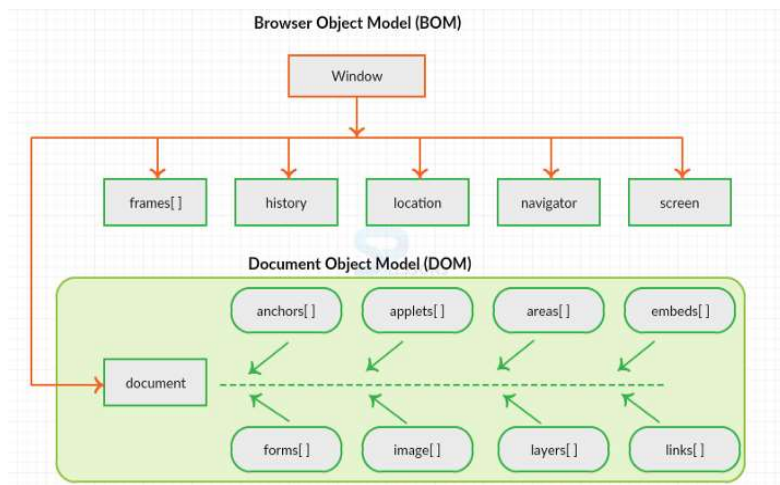 Browser Object Model (BOM)
Window
frames[ ]
history
location
navigator
screen
Document Object Model (DOM)
anchors[ ]
applets[ ]
areas[ ]
embeds[ ]
document
forms[ ]
image[ ]
layers[ ]
links[ ]